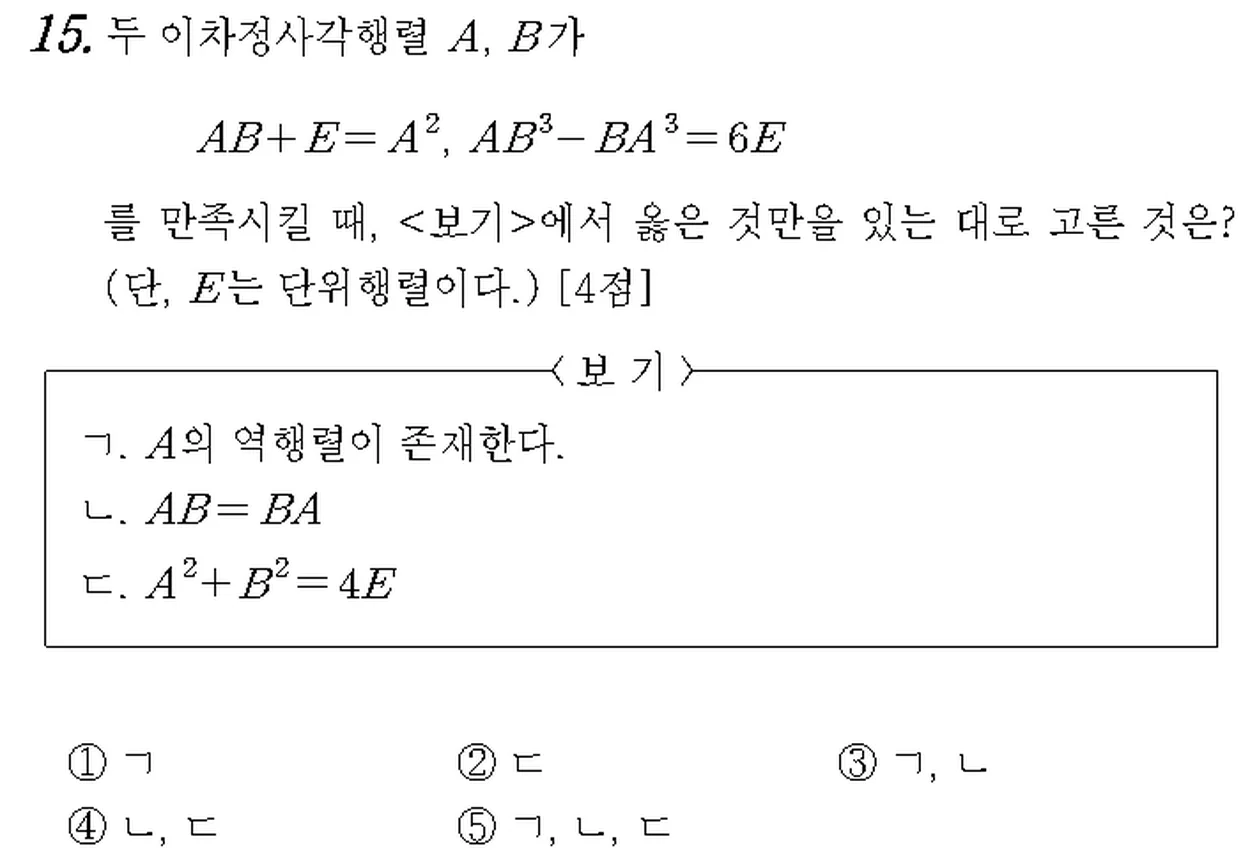 15. 두 이차정사각행렬 A, B가
AB+E=A², AB³-BA³=6E
를 만족시킬 때, <보기>에서 옳은 것만을 있는 대로 고른 것은?
(단, E는 단위행렬이다.) [4점]
〈보 기〉
ㄱ. A의 역행렬이 존재한다.
ㄴ. AB=BA
ㄷ. A²+B²=4E
① ㄱ ② ㄷ ③ ㄱ, ㄴ
④ ㄴ, ㄷ ⑤ ㄱ, ㄴ, ㄷ